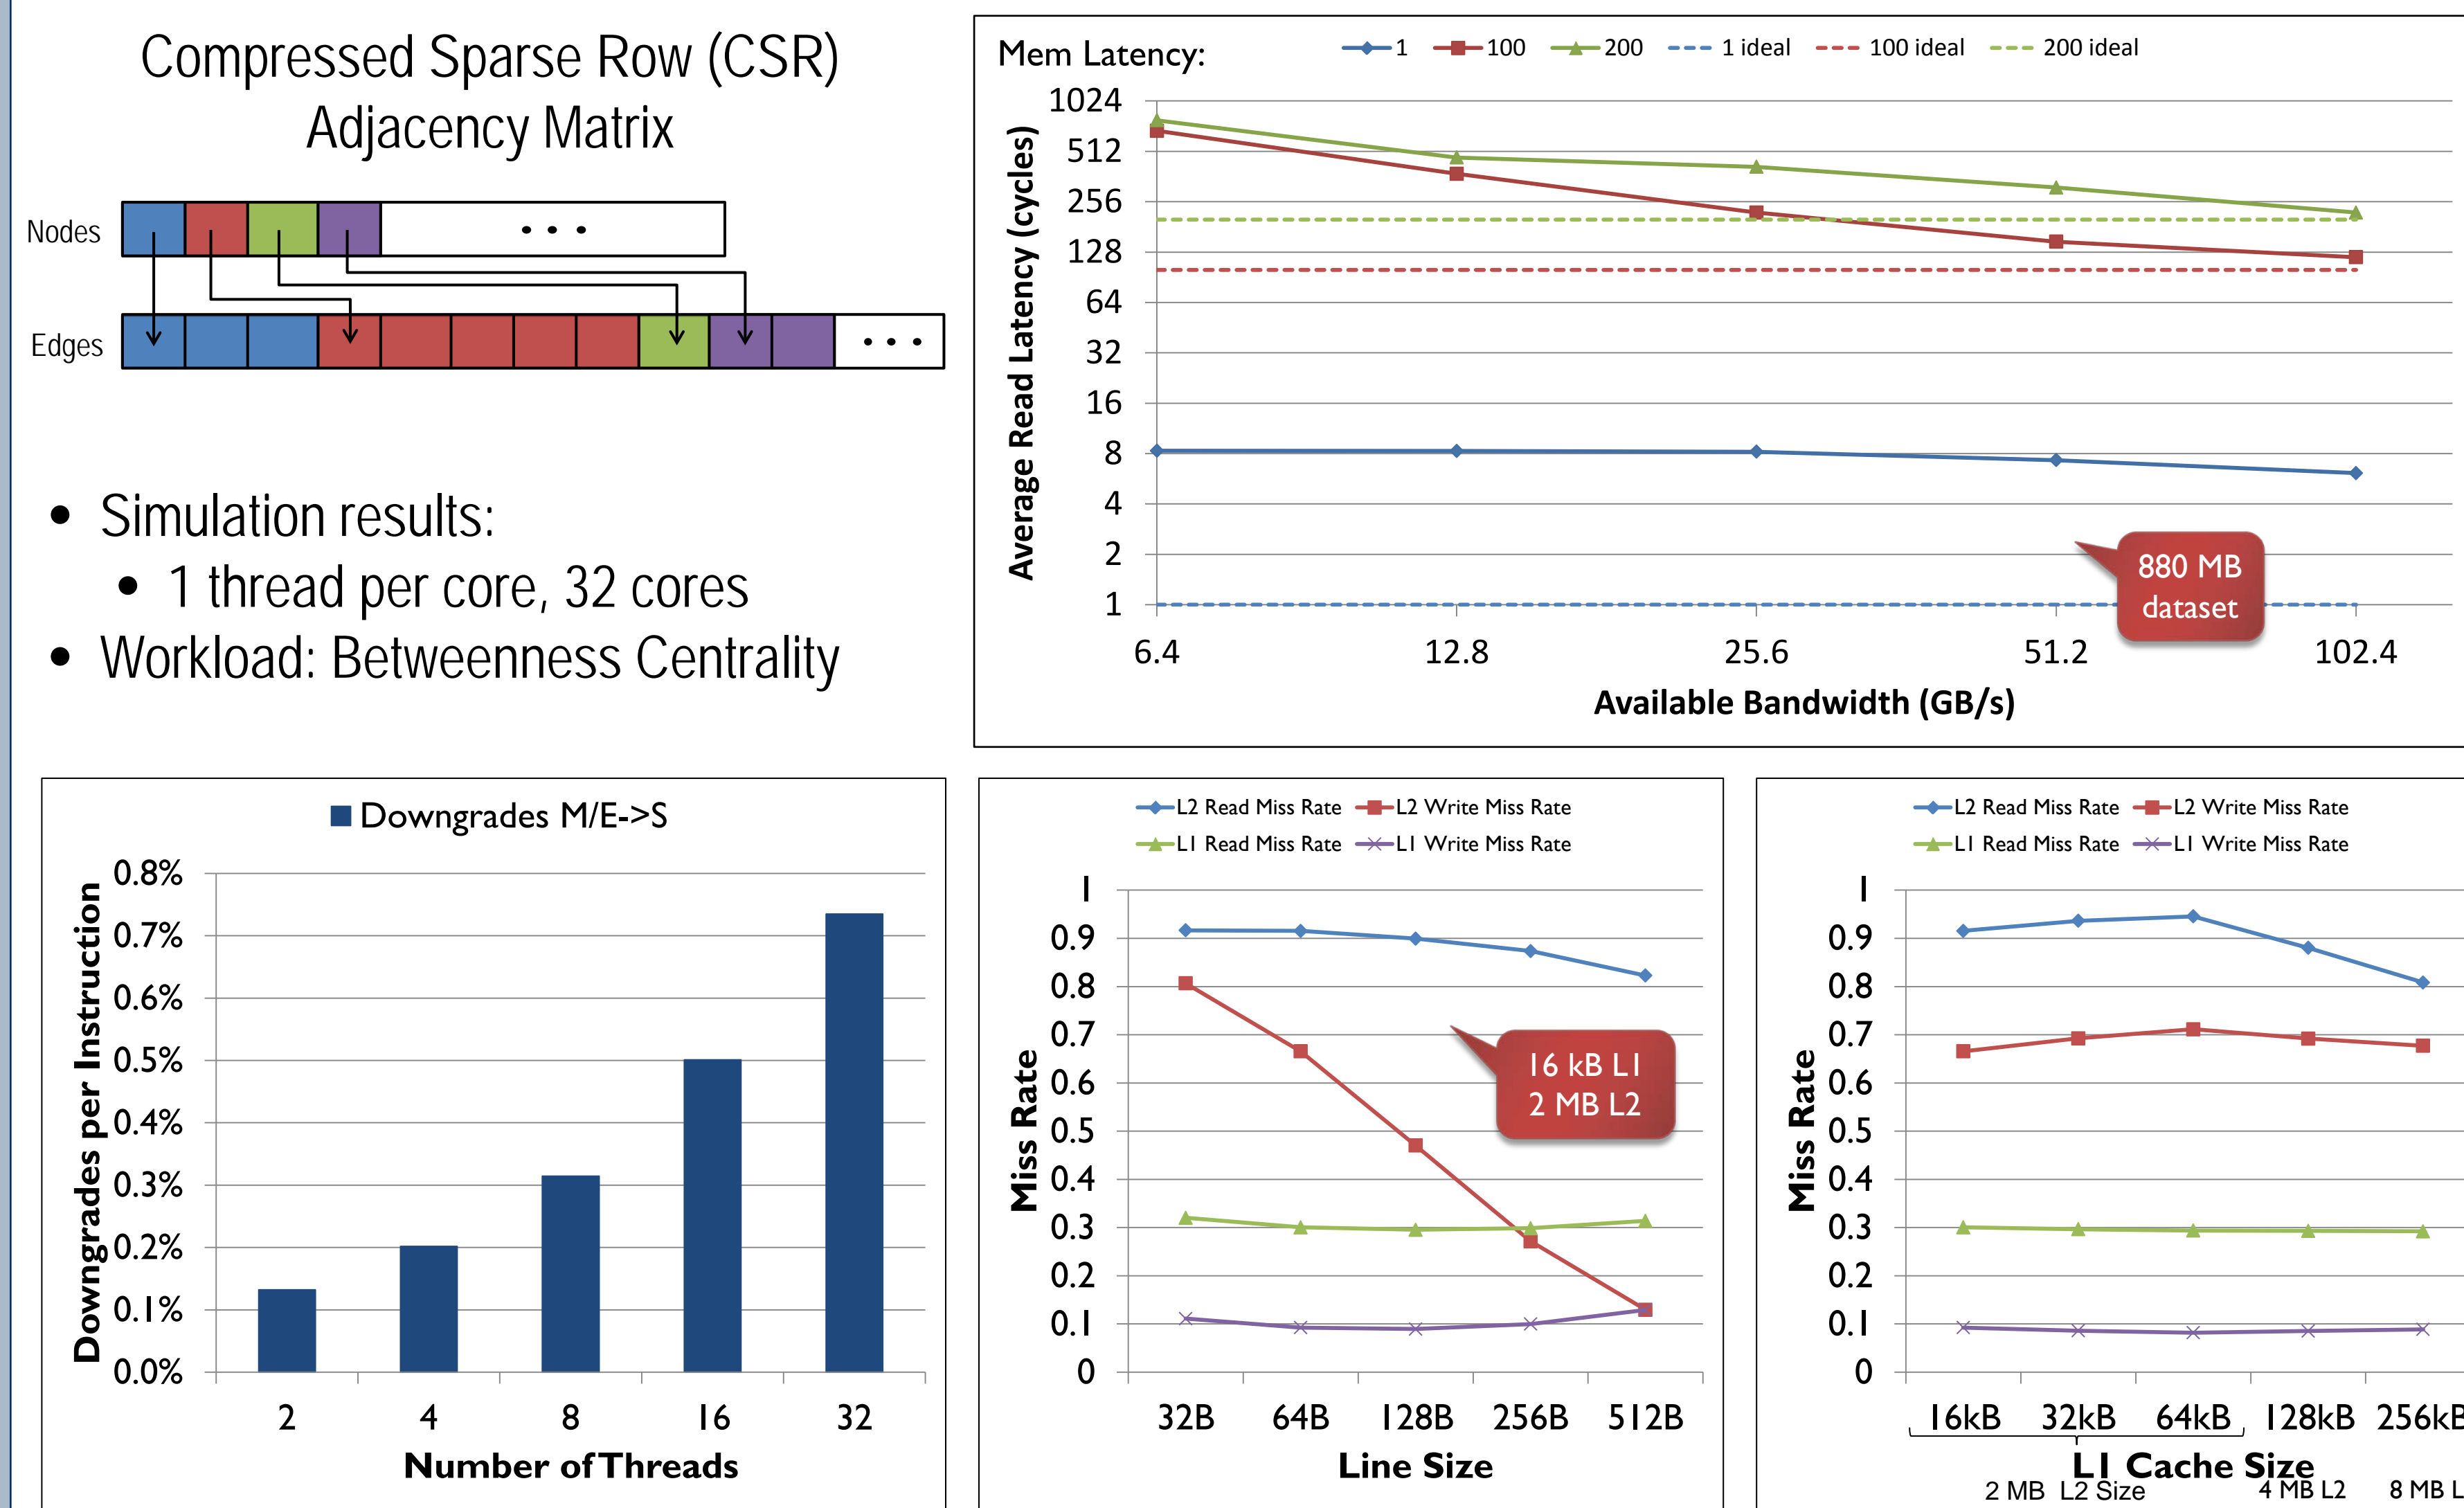 Compressed Sparse Row (CSR)
Adjacency Matrix
Nodes
• • •
Edges
• • •
• Simulation results:
• 1 thread per core, 32 cores
• Workload: Betweenness Centrality
Mem Latency:
1 100 200 1 ideal 100 ideal 200 ideal
Average Read Latency (cycles)
1024
512
256
128
64
32
16
8
4
2
1
880 MB
dataset
6.4 12.8 25.6 51.2 102.4
Available Bandwidth (GB/s)
Downgrades M/E->S
Downgrades per Instruction
0.8%
0.7%
0.6%
0.5%
0.4%
0.3%
0.2%
0.1%
0.0%
2 4 8 16 32
Number of Threads
L2 Read Miss Rate L2 Write Miss Rate
L1 Read Miss Rate L1 Write Miss Rate
Miss Rate
1
0.9
0.8
0.7
0.6
0.5
0.4
0.3
0.2
0.1
0
16 kB L1
2 MB L2
32B 64B 128B 256B 512B
Line Size
L2 Read Miss Rate L2 Write Miss Rate
L1 Read Miss Rate L1 Write Miss Rate
Miss Rate
1
0.9
0.8
0.7
0.6
0.5
0.4
0.3
0.2
0.1
0
16kB 32kB 64kB 128kB 256kB
L1 Cache Size
2 MB L2 Size 4 MB L2 8 MB L